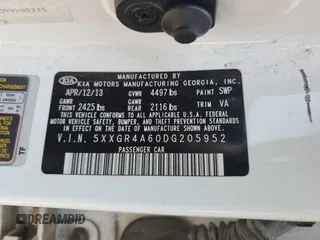 MANUFACTURED BY
KIA KIA MOTORS MANUFACTURING GEORGIA, INC.
APR/12/13 GVWR 4497 lbs PAINT SWP
GAWR FRONT 2425 lbs GAWR REAR 2116 lbs TRIM VA
THIS VEHICLE CONFORMS TO ALL APPLICABLE U.S.A. FEDERAL
MOTOR VEHICLE SAFETY, BUMPER, AND THEFT PREVENTION
STANDARDS IN EFFECT ON THE DATE OF MANUFACTURE SHOWN ABOVE
V.I.N. 5XXGR4A60DG205952
PASSENGER CAR
TF
DREAMBID